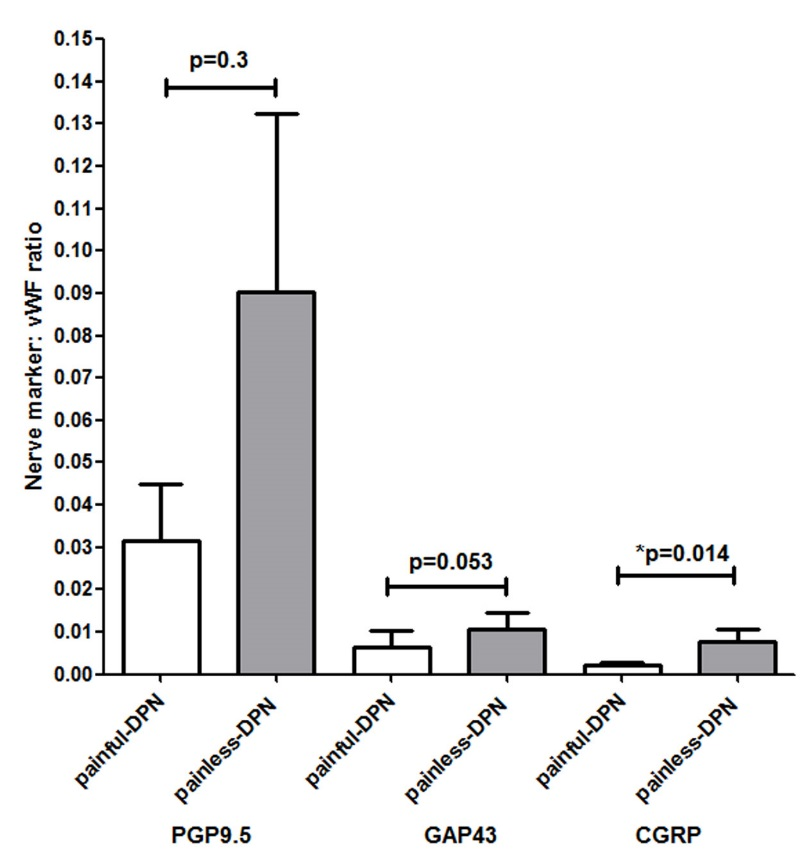 0.15
0.14
0.13
0.12
0.11
0.10
0.09
0.08
0.07
0.06
0.05
0.04
0.03
0.02
0.01
0.00
Nerve marker: vWF ratio
p=0.3
p=0.053
*p=0.014
painful-DPN
painless-DPN
painful-DPN
painless-DPN
painful-DPN
painless-DPN
PGP9.5
GAP43
CGRP